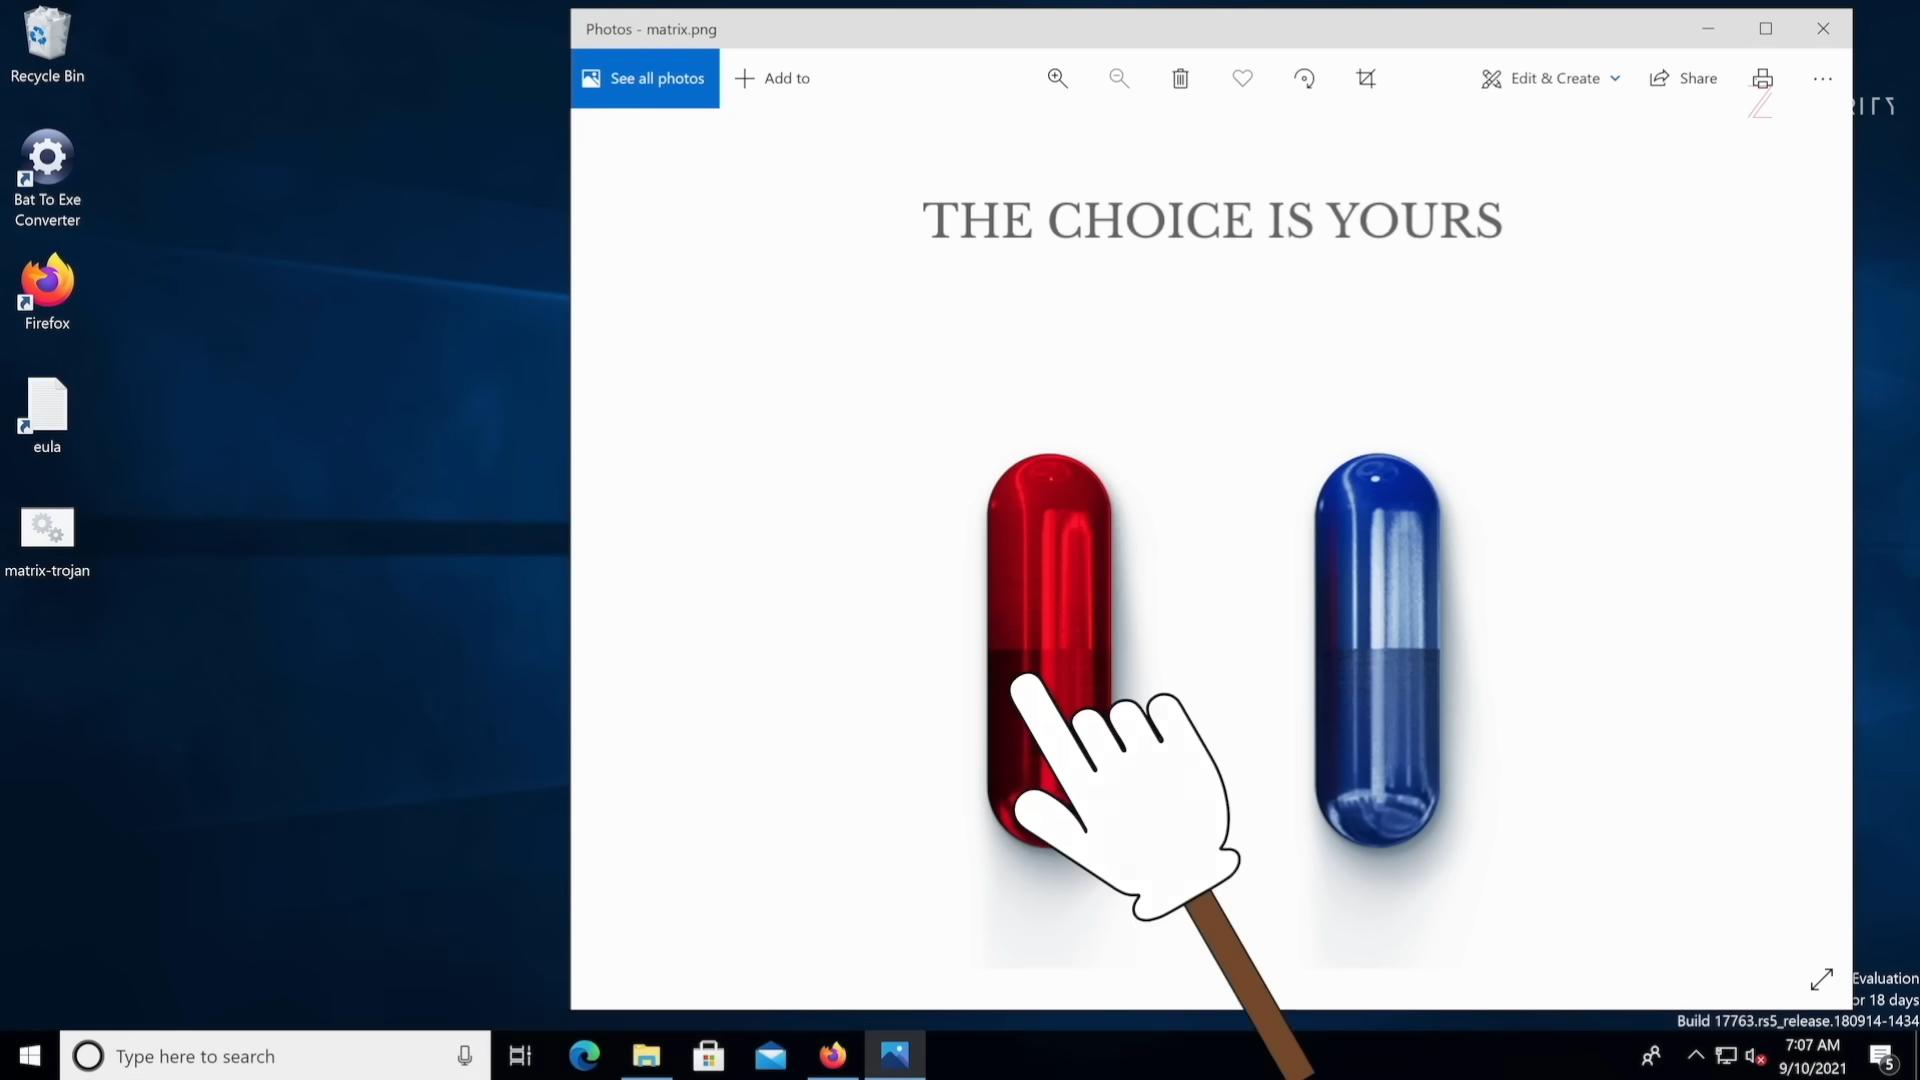 Recycle Bin
Bat To Exe
Converter
Firefox
eula
matrix-trojan
Photos - matrix.png
See all photos
Add to
Edit & Create
Share
THE CHOICE IS YOURS
Evaluation
or 18 days
Build 17763.rs5_release.180914-1434
Type here to search
7:07 AM
9/10/2021
5